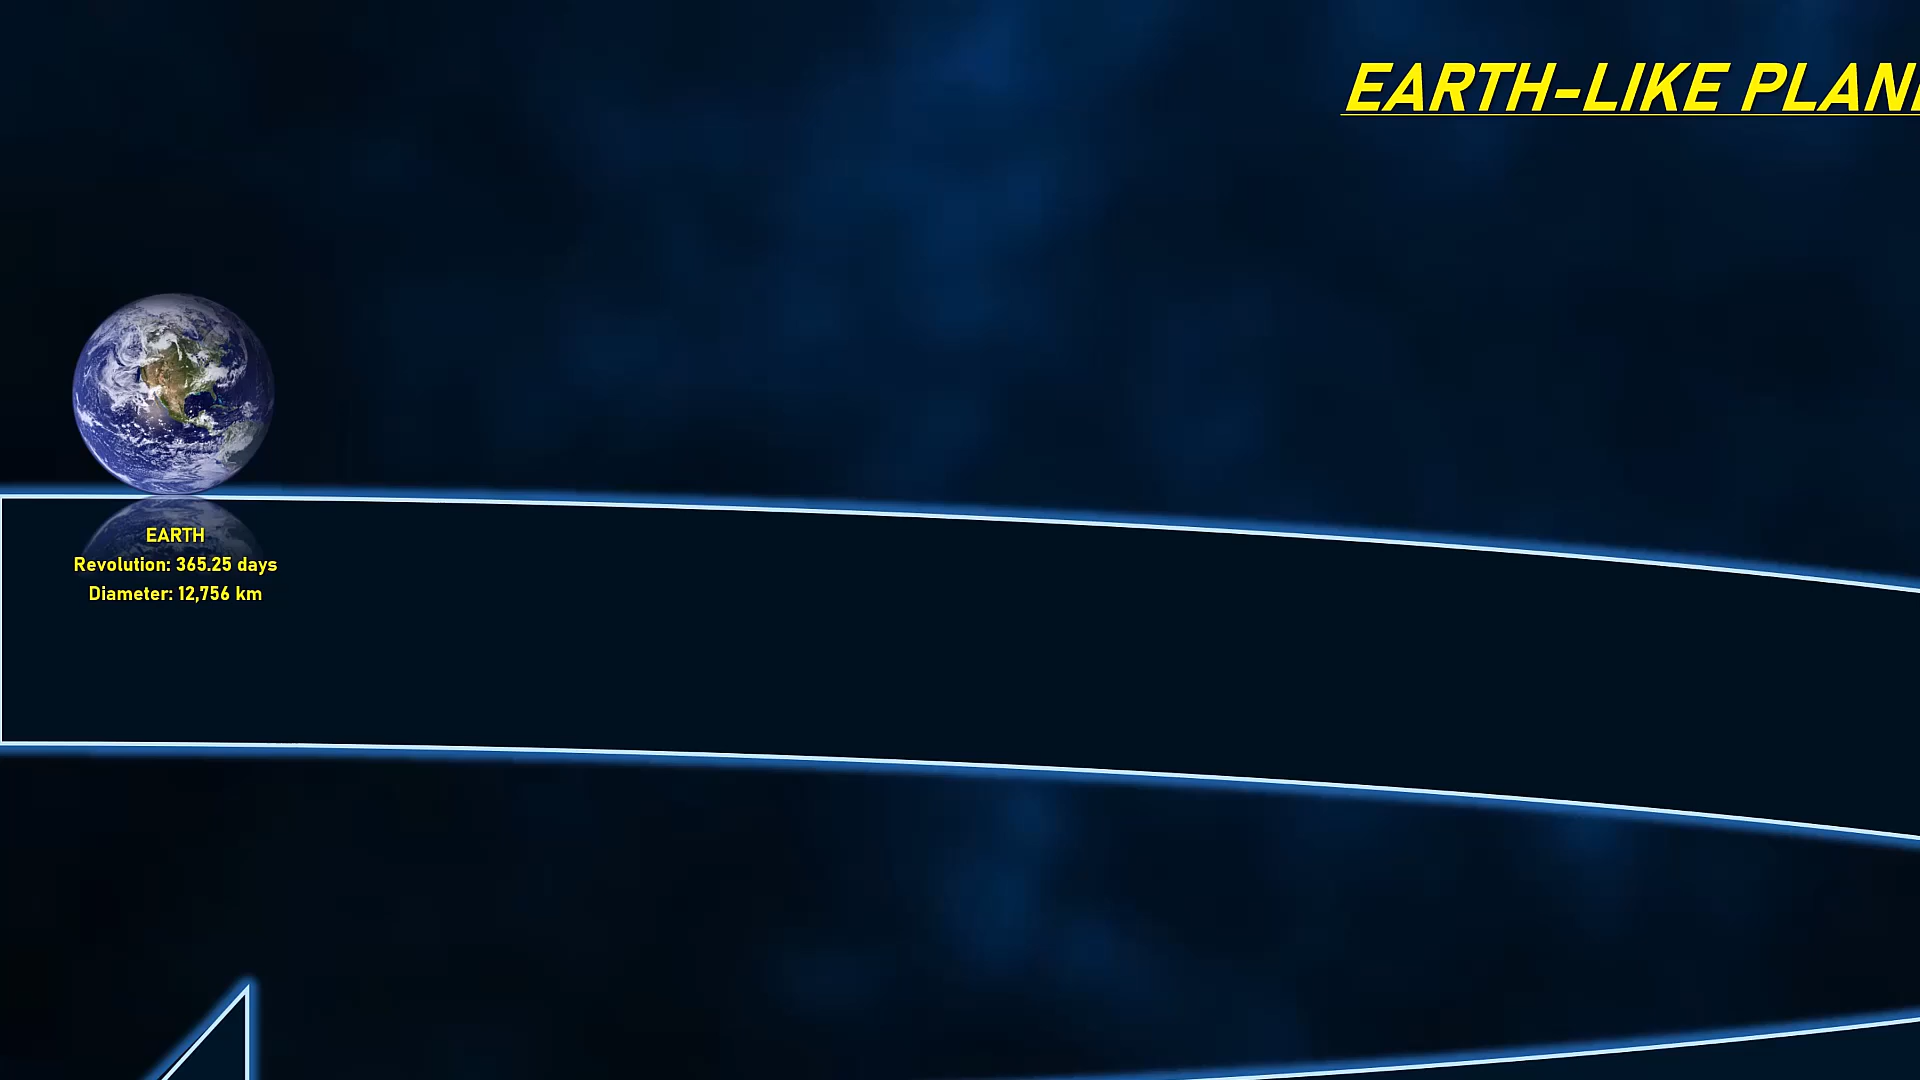 EARTH-LIKE PLAN
EARTH
Revolution: 365.25 days
Diameter: 12,756 km